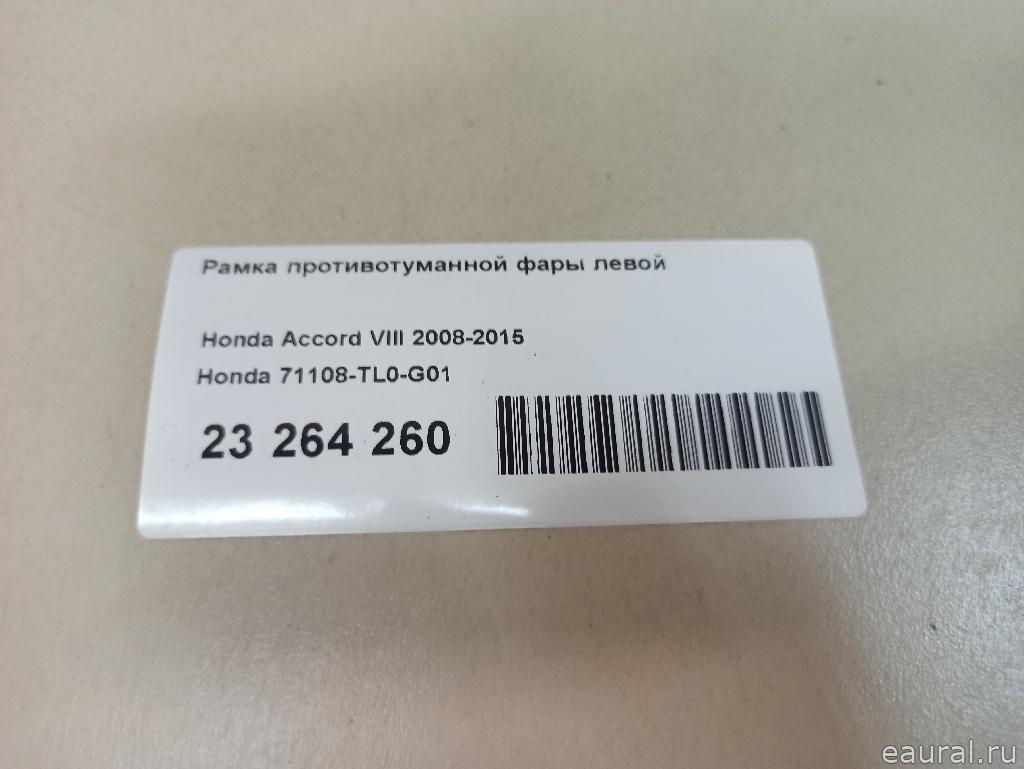 Рамка противотуманной фары левой
Honda Accord VIII 2008-2015
Honda 71108-TL0-G01
23 264 260
eaural.ru